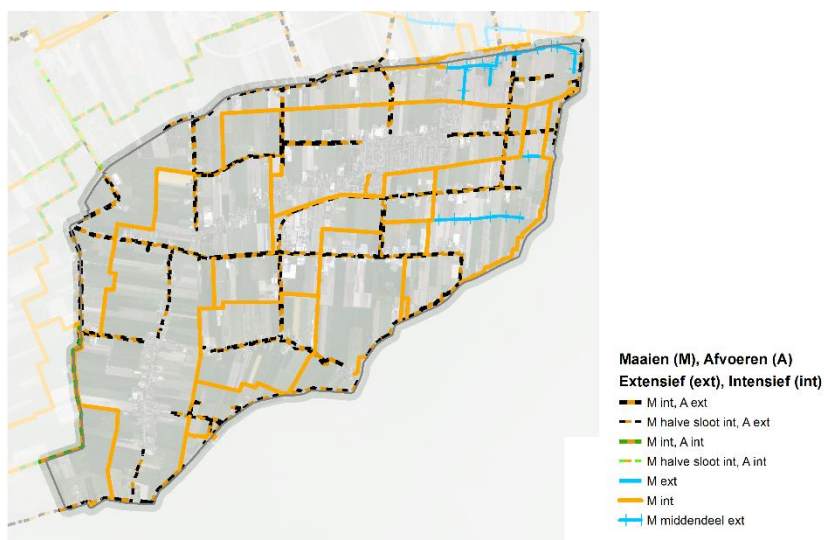 Maaien (M), Afvoeren (A)
Extensief (ext), Intensief (int)
M int, A ext
M halve sloot int, A ext
M int, A int
M halve sloot int, A int
M ext
M int
M middendeel ext